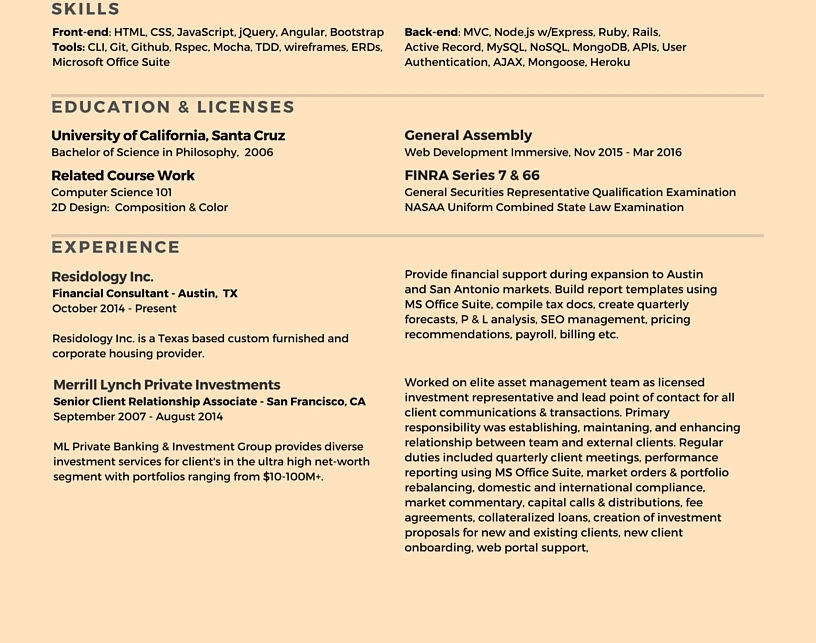 SKILLS
Front-end: HTML, CSS, JavaScript, jQuery, Angular, Bootstrap
Tools: CLI, Git, Github, Rspec, Mocha, TDD, wireframes, ERDs,
Microsoft Office Suite
Back-end: MVC, Node.js w/Express, Ruby, Rails,
Active Record, MySQL, NoSQL, MongoDB, APIs, User
Authentication, AJAX, Mongoose, Heroku
EDUCATION & LICENSES
University of California, Santa Cruz
Bachelor of Science in Philosophy, 2006
Related Course Work
Computer Science 101
2D Design: Composition & Color
General Assembly
Web Development Immersive, Nov 2015 - Mar 2016
FINRA Series 7 & 66
General Securities Representative Qualification Examination
NASAA Uniform Combined State Law Examination
EXPERIENCE
Residology Inc.
Financial Consultant - Austin, TX
October 2014 - Present
Residology Inc. is a Texas based custom furnished and
corporate housing provider.
Provide financial support during expansion to Austin
and San Antonio markets. Build report templates using
MS Office Suite, compile tax docs, create quarterly
forecasts, P & L analysis, SEO management, pricing
recommendations, payroll, billing etc.
Merrill Lynch Private Investments
Senior Client Relationship Associate - San Francisco, CA
September 2007 - August 2014
ML Private Banking & Investment Group provides diverse
investment services for client's in the ultra high net-worth
segment with portfolios ranging from $10-100M+.
Worked on elite asset management team as licensed
investment representative and lead point of contact for all
client communications & transactions. Primary
responsibility was establishing, maintaning, and enhancing
relationship between team and external clients. Regular
duties included quarterly client meetings, performance
reporting using MS Office Suite, market orders & portfolio
rebalancing, domestic and international compliance,
market commentary, capital calls & distributions, fee
agreements, collateralized loans, creation of investment
proposals for new and existing clients, new client
onboarding, web portal support,